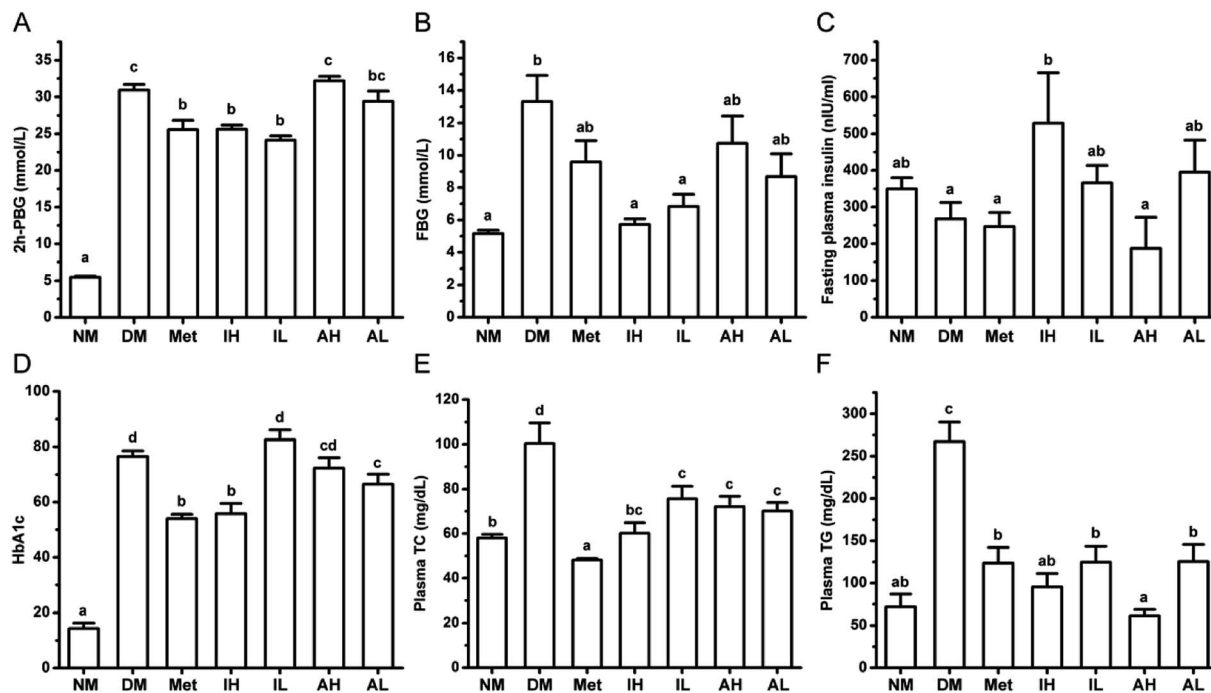 A
2h-PBG (mmol/L)
35
30
25
20
15
10
5
0
a
c
b
b
b
c
bc
NM DM Met IH IL AH AL
B
FBG (mmol/L)
16
14
12
10
8
6
4
2
0
a
b
ab
a
a
ab
ab
NM DM Met IH IL AH AL
C
Fasting plasma insulin (nIU/ml)
700
600
500
400
300
200
100
0
ab
a
a
b
ab
a
ab
NM DM Met IH IL AH AL
D
HbA1c
100
80
60
40
20
0
a
d
b
b
d
cd
c
NM DM Met IH IL AH AL
E
Plasma TC (mg/dL)
120
100
80
60
40
20
0
b
d
a
bc
c
c
c
NM DM Met IH IL AH AL
F
Plasma TG (mg/dL)
300
250
200
150
100
50
0
ab
c
b
ab
b
a
b
NM DM Met IH IL AH AL